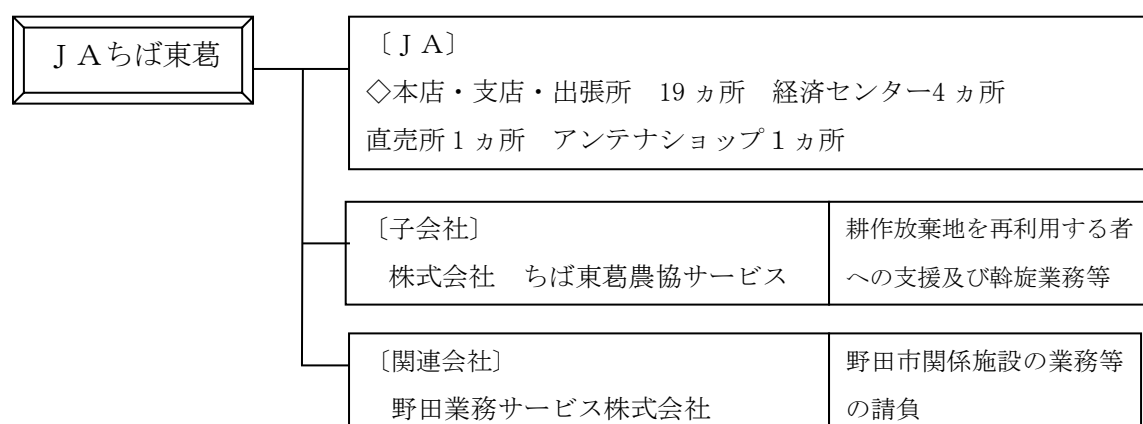 ＪＡちば東葛
〔ＪＡ〕
◇本店・支店・出張所　19ヵ所　経済センター4ヵ所
直売所1ヵ所　アンテナショップ１ヵ所
〔子会社〕
株式会社　ちば東葛農協サービス
耕作放棄地を再利用する者
への支援及び斡旋業務等
〔関連会社〕
野田業務サービス株式会社
野田市関係施設の業務等
の請負